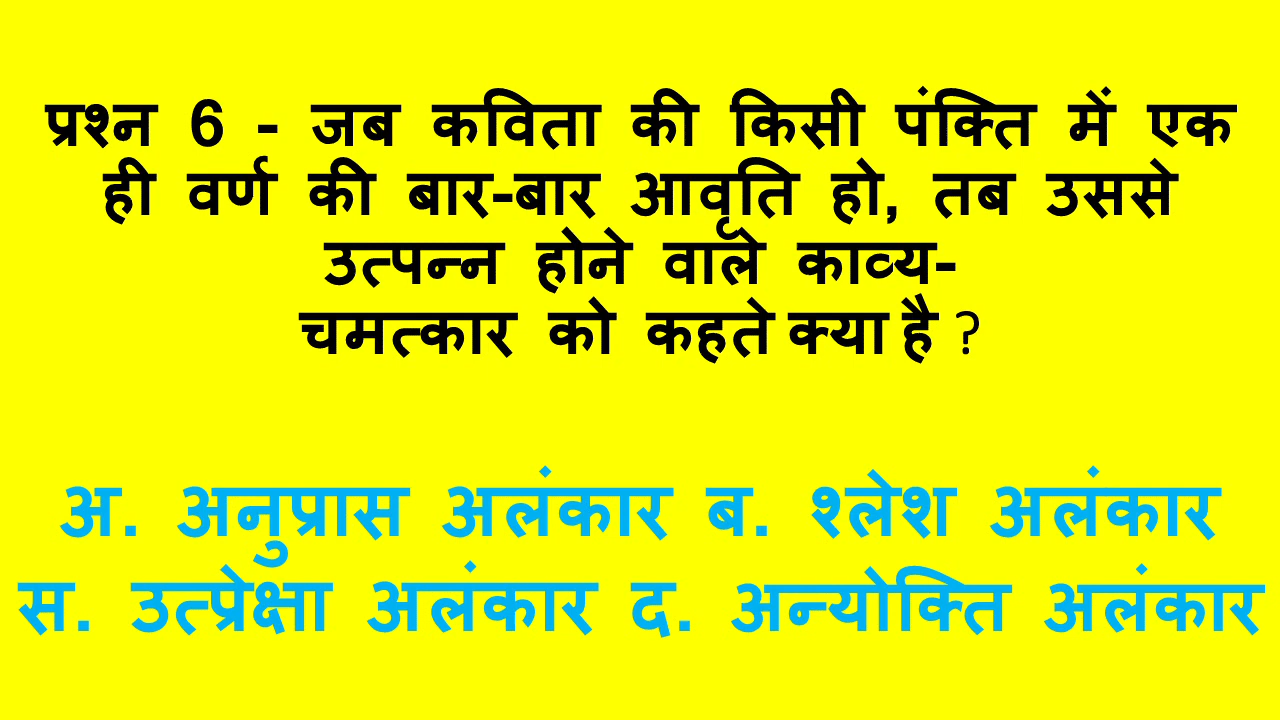 प्रश्न 6 - जब कविता की किसी पंक्ति में एक
ही वर्ण की बार-बार आवृति हो, तब उससे
उत्पन्न होने वाले काव्य-
चमत्कार को कहते क्या है ?
अ. अनुप्रास अलंकार ब. श्लेश अलंकार
स. उत्प्रेक्षा अलंकार द. अन्योक्ति अलंकार